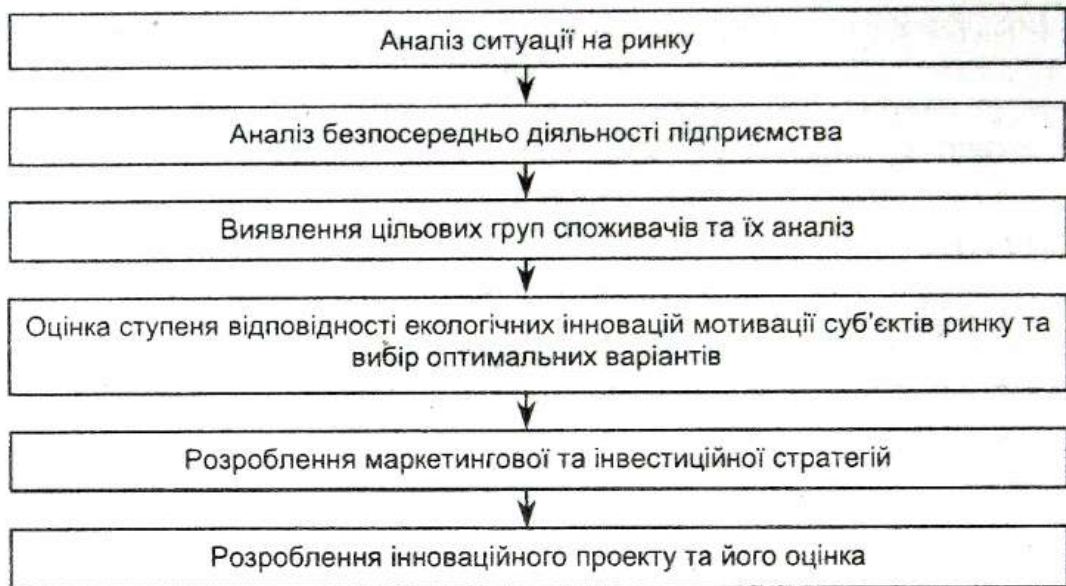 Аналіз ситуації на ринку
Аналіз безпосередньо діяльності підприємства
Виявлення цільових груп споживачів та їх аналіз
Оцінка ступеня відповідності екологічних інновацій мотивації суб'єктів ринку та
вибір оптимальних варіантів
Розроблення маркетингової та інвестиційної стратегій
Розроблення інноваційного проекту та його оцінка